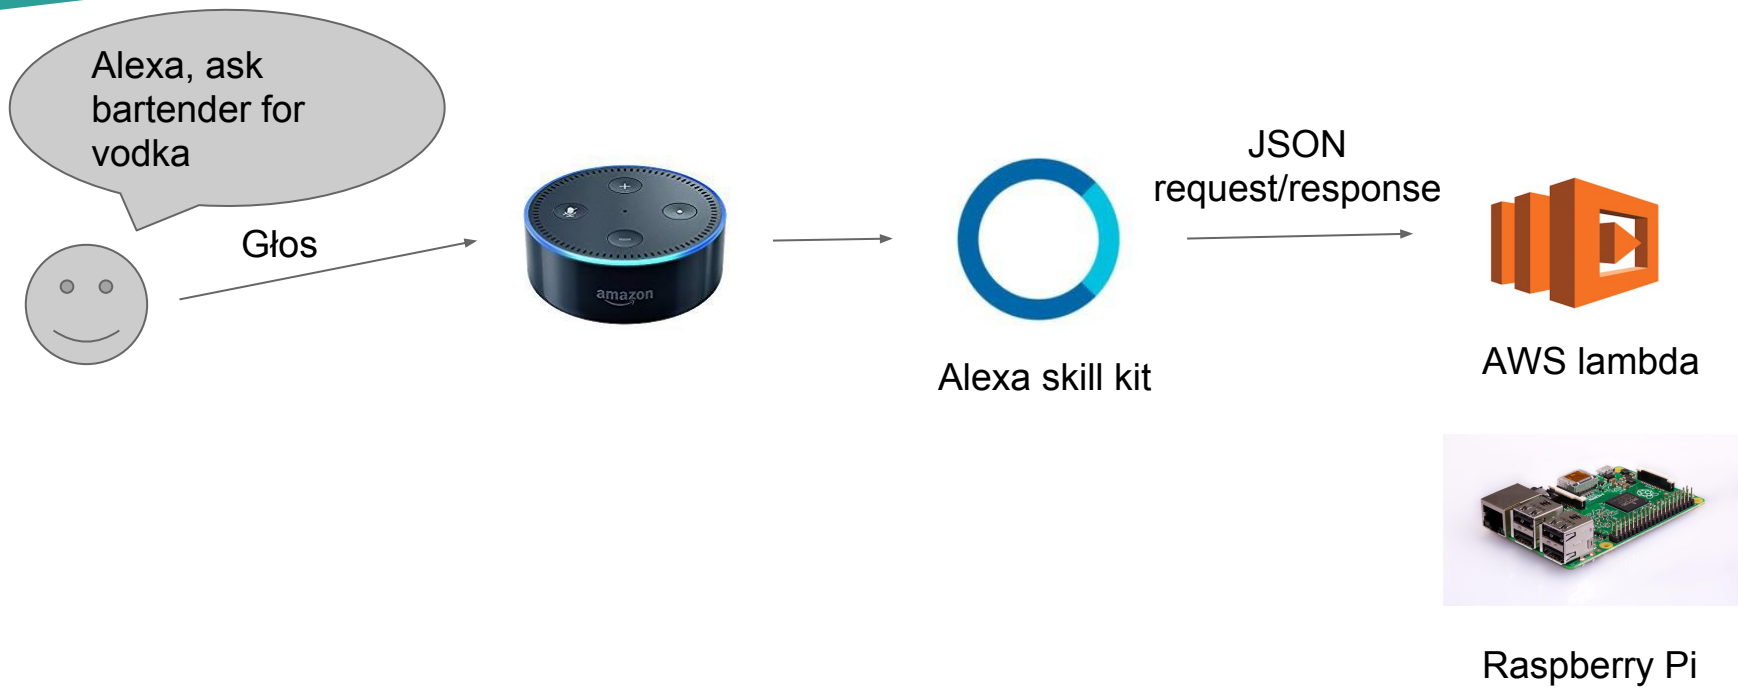 Alexa, ask
bartender for
vodka
Głos
amazon
JSON
request/response
Alexa skill kit
AWS lambda
Raspberry Pi